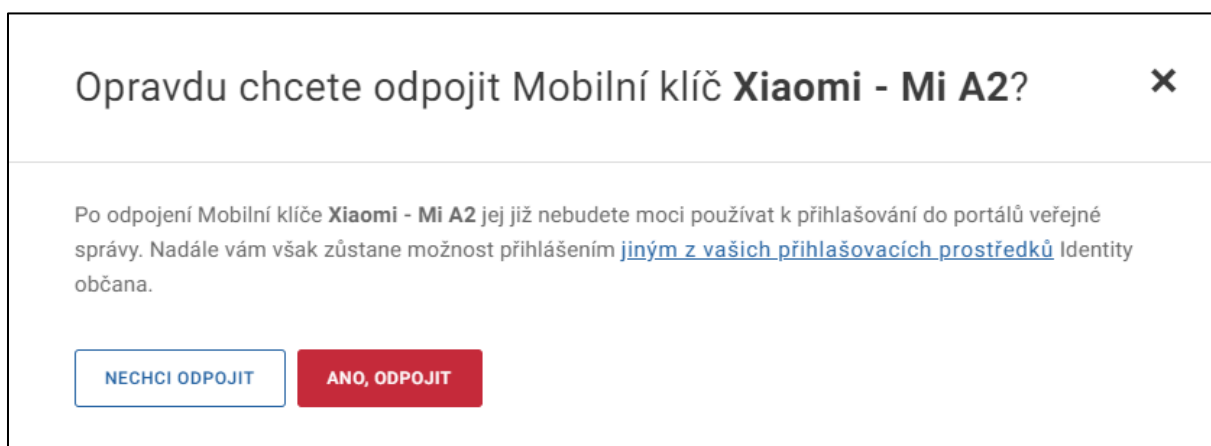 Opravdu chcete odpojit Mobilní klíč Xiaomi - Mi A2?
Po odpojení Mobilní klíče Xiaomi - Mi A2 jej již nebudete moci používat k přihlašování do portálů veřejné
správy. Nadále vám však zůstane možnost přihlášením jiným z vašich přihlašovacích prostředků Identity
občana.
NECHCI ODPOJIT ANO, ODPOJIT